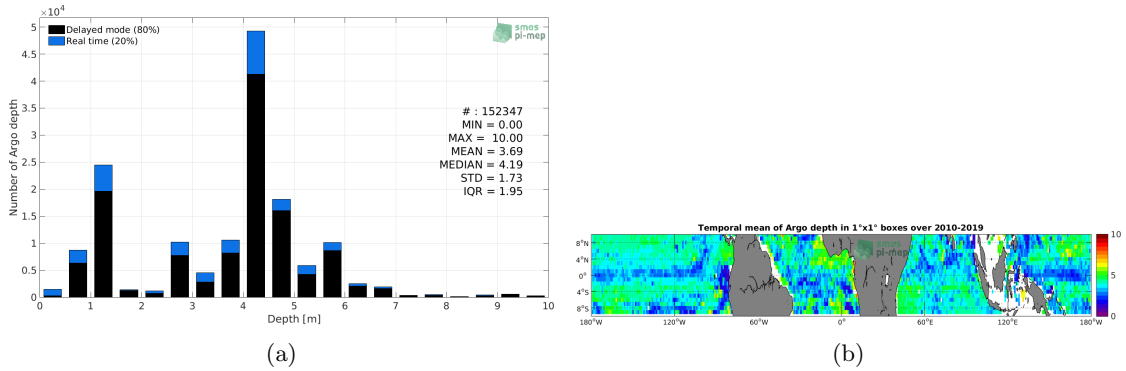 ×10⁴
Delayed mode (80%)
Real time (20%)
smos
pi-mep
Number of Argo depth
5
4.5
4
3.5
3
2.5
2
1.5
1
0.5
0
# : 152347
MIN = 0.00
MAX = 10.00
MEAN = 3.69
MEDIAN = 4.19
STD = 1.73
IQR = 1.95
0 1 2 3 4 5 6 7 8 9 10
Depth [m]
(a)
Temporal mean of Argo depth in 1°x1° boxes over 2010-2019
smos
pi-mep
8°N
4°N
0°
4°S
8°S
180°W 120°W 60°W 0° 60°E 120°E 180°W
10
5
0
(b)